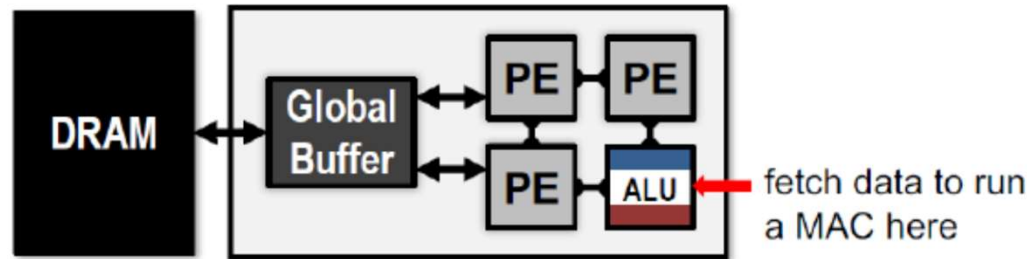 DRAM
Global
Buffer
PE
PE
PE
ALU
fetch data to run
a MAC here